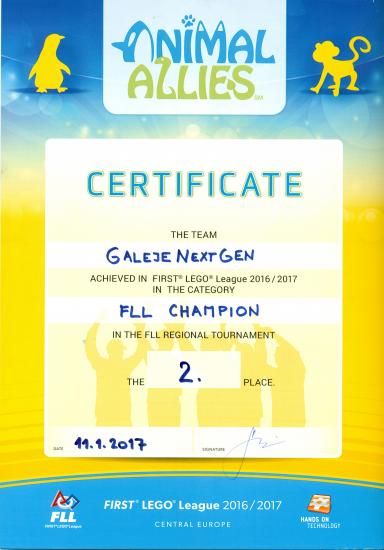 ANIMAL
ALLIES SM
CERTIFICATE
THE TEAM
GALEJE NEXTGEN
ACHIEVED IN FIRST® LEGO® League 2016 / 2017
IN THE CATEGORY
FLL CHAMPION
IN THE FLL REGIONAL TOURNAMENT
THE 2. PLACE.
DATE 11.1.2017 SIGNATURE
FIRST® LEGO® League 2016 / 2017
CENTRAL EUROPE
FLL
FIRST® LEGO® League
HANDS ON
TECHNOLOGY